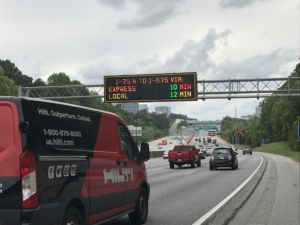 I-75 N TO I-575 VIA:
EXPRESS 10 MIN
LOCAL 12 MIN
Hilti. Outperform. Outlast.
1-800-879-8000
us.hilti.com
HILTI